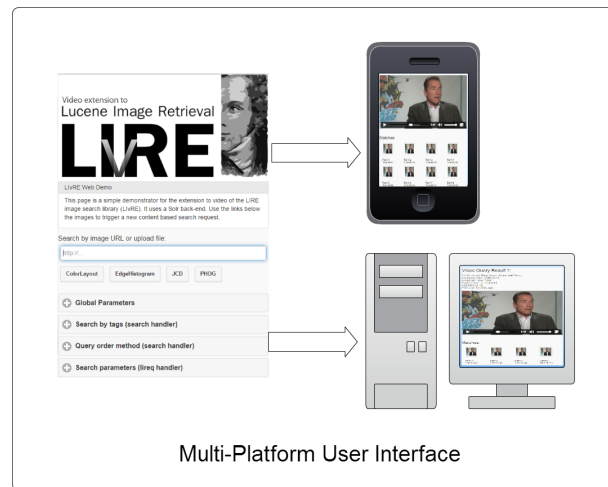 Video extension to
Lucene Image Retrieval
LIvRE
LIvRE Web Demo
This page is a simple demonstrator for the extension to video of the LIRE
image search library (LIvRE). It uses a Solr back-end. Use the links below
the images to trigger a new content based search request.
Search by image URL or upload file:
http://...
ColorLayout EdgeHistogram JCD PHOG
Global Parameters
Search by tags (search handler)
Query order method (search handler)
Search parameters (lireq handler)
Matches
Video Query Result 1:
Matches
Multi-Platform User Interface